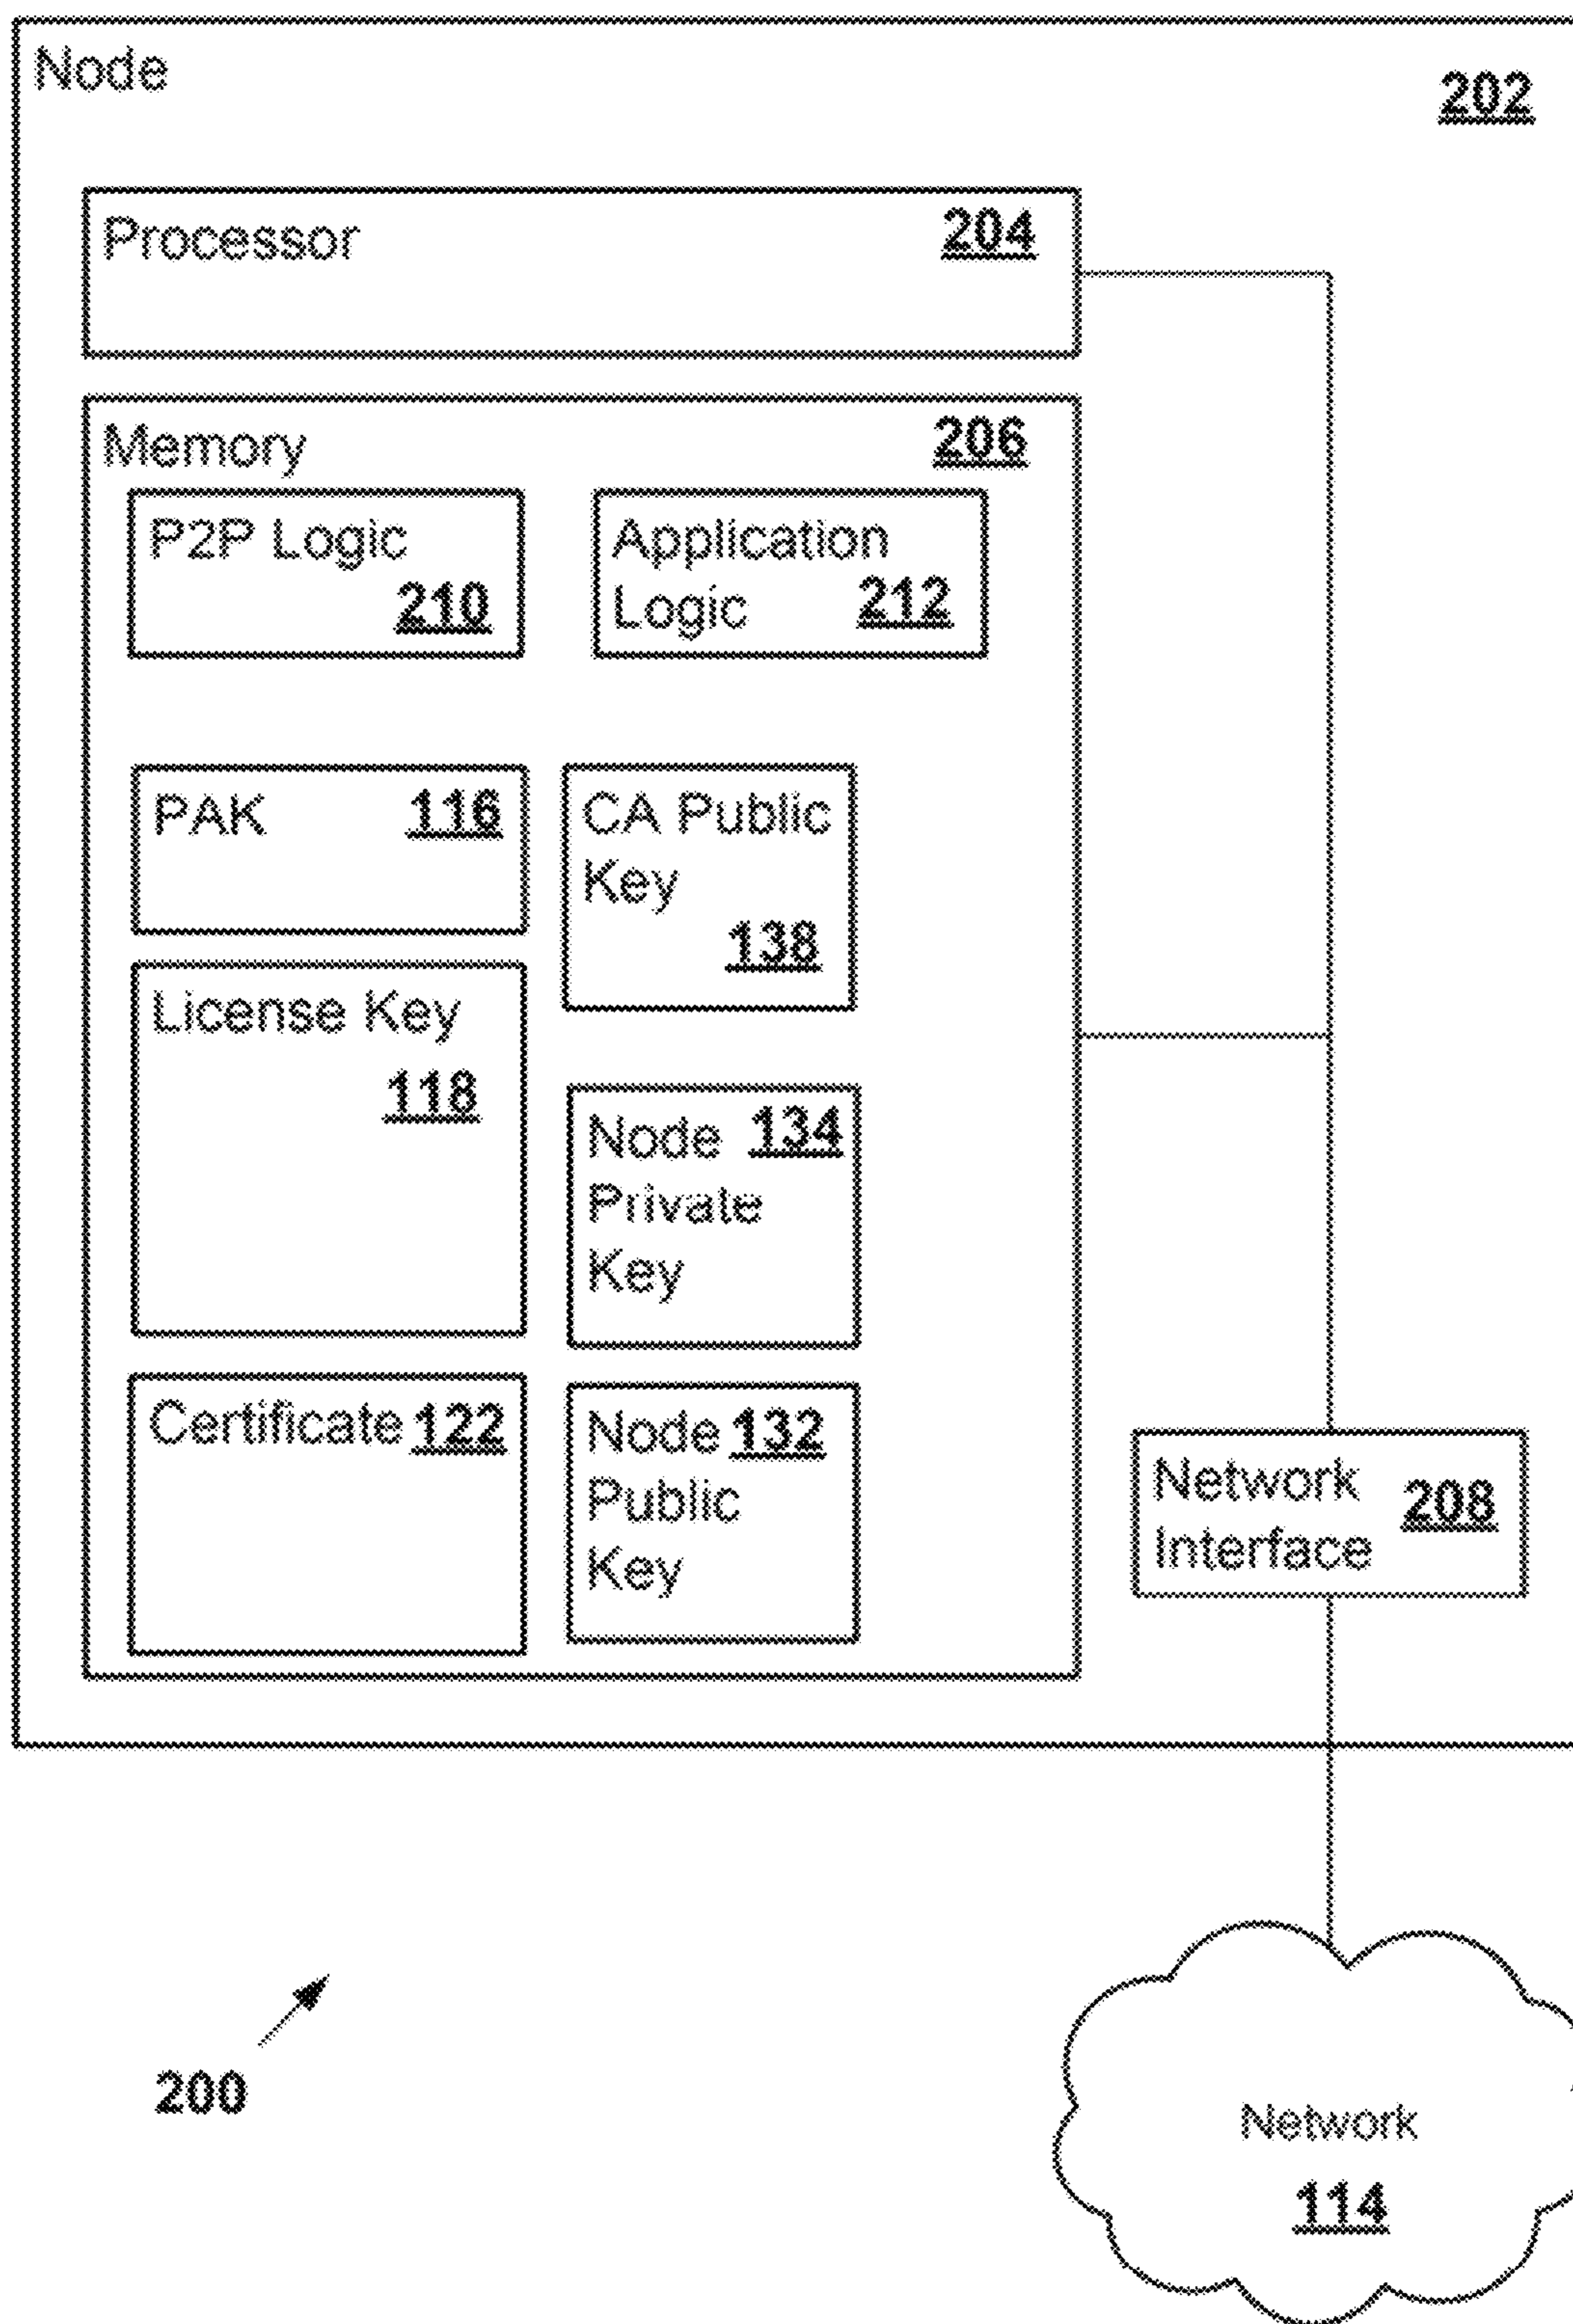 Node
202
Processor 204
Memory 206
P2P Logic
210
Application
Logic 212
PAK 116
CA Public
Key
138
License Key
118
Node 134
Private
Key
Certificate 122
Node 132
Public
Key
Network
Interface 208
200
Network
114